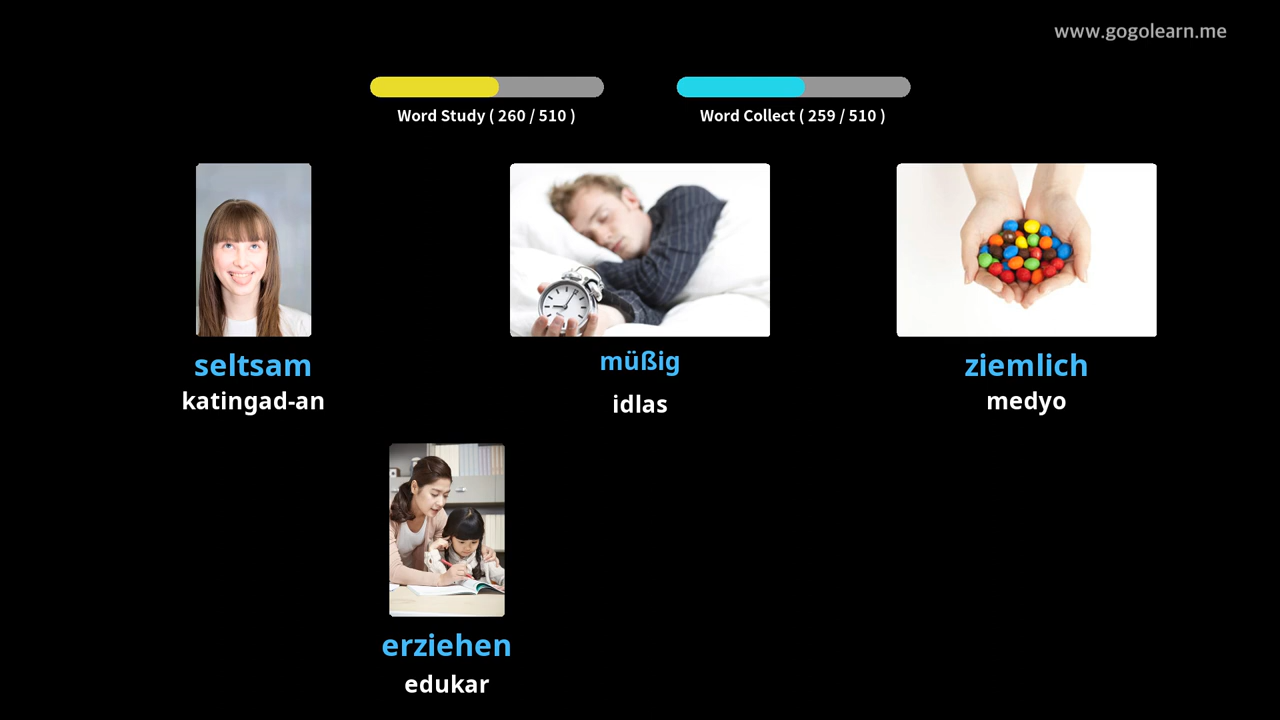 www.gogolearn.me
Word Study ( 260 / 510 )
Word Collect ( 259 / 510 )
seltsam
katingad-an
müßig
idlas
ziemlich
medyo
erziehen
edukar